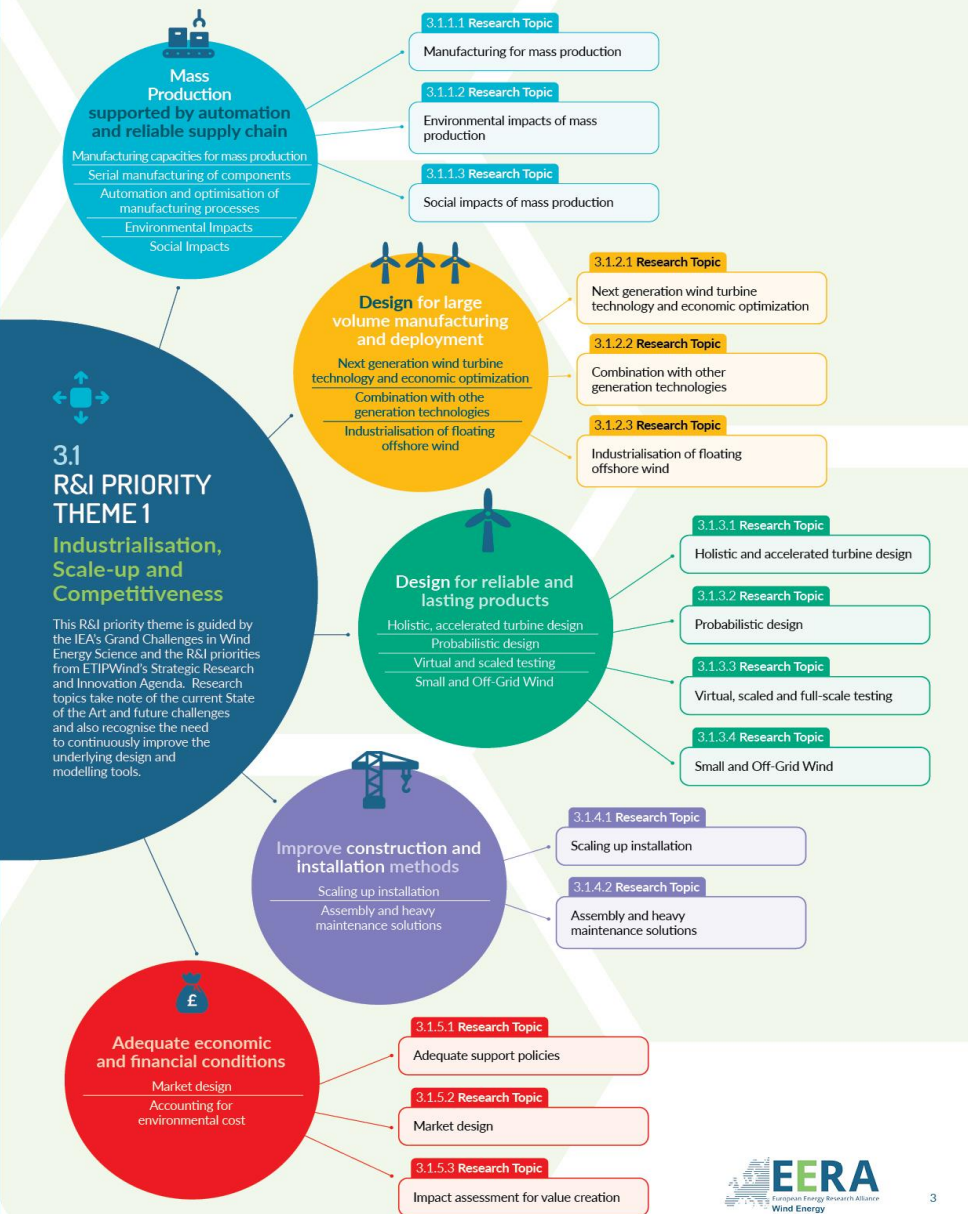 Mass
Production
supported by automation
and reliable supply chain
Manufacturing capacities for mass production
Serial manufacturing of components
Automation and optimisation of
manufacturing processes
Environmental Impacts
Social Impacts
3.1.1.1 Research Topic
Manufacturing for mass production
3.1.1.2 Research Topic
Environmental impacts of mass
production
3.1.1.3 Research Topic
Social impacts of mass production
Design for large
volume manufacturing
and deployment
Next generation wind turbine
technology and economic optimization
Combination with othe
generation technologies
Industrialisation of floating
offshore wind
3.1.2.1 Research Topic
Next generation wind turbine
technology and economic optimization
3.1.2.2 Research Topic
Combination with other
generation technologies
3.1.2.3 Research Topic
Industrialisation of floating
offshore wind
3.1
R&I PRIORITY
THEME 1
Industrialisation,
Scale-up and
Competitiveness
This R&I priority theme is guided by
the IEA's Grand Challenges in Wind
Energy Science and the R&I priorities
from ETIPWind's Strategic Research
and Innovation Agenda. Research
topics take note of the current State
of the Art and future challenges
and also recognise the need
to continuously improve the
underlying design and
modelling tools.
Design for reliable and
lasting products
Holistic, accelerated turbine design
Probabilistic design
Virtual and scaled testing
Small and Off-Grid Wind
3.1.3.1 Research Topic
Holistic and accelerated turbine design
3.1.3.2 Research Topic
Probabilistic design
3.1.3.3 Research Topic
Virtual, scaled and full-scale testing
3.1.3.4 Research Topic
Small and Off-Grid Wind
Improve construction and
installation methods
Scaling up installation
Assembly and heavy
maintenance solutions
3.1.4.1 Research Topic
Scaling up installation
3.1.4.2 Research Topic
Assembly and heavy
maintenance solutions
£
Adequate economic
and financial conditions
Market design
Accounting for
environmental cost
3.1.5.1 Research Topic
Adequate support policies
3.1.5.2 Research Topic
Market design
3.1.5.3 Research Topic
Impact assessment for value creation
EERA
European Energy Research Alliance
Wind Energy
3